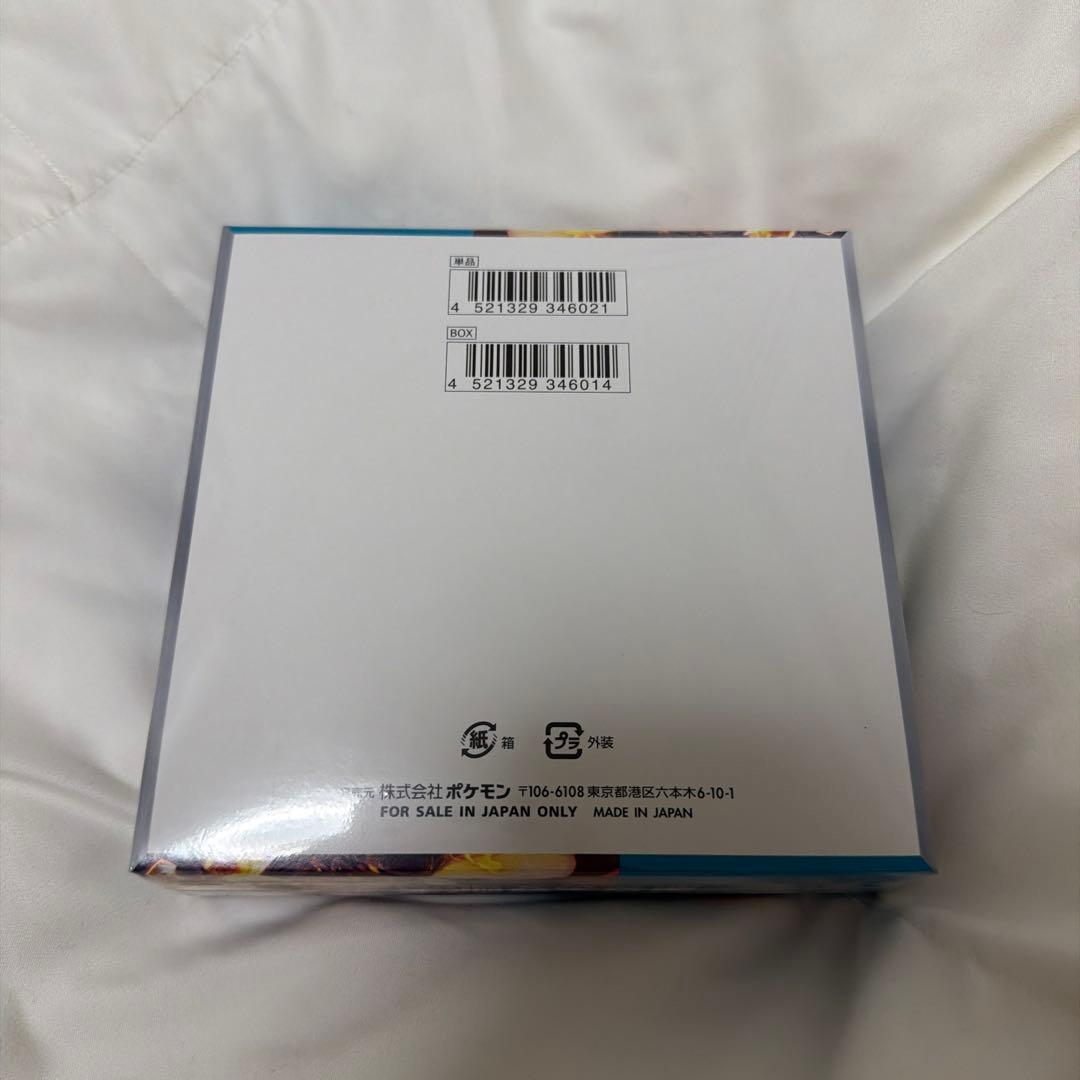 単品
4 521329 346021
BOX
4 521329 346014
紙 箱 プラ 外装
株式会社 ポケモン 〒106-6108 東京都港区六本木6-10-1
FOR SALE IN JAPAN ONLY MADE IN JAPAN